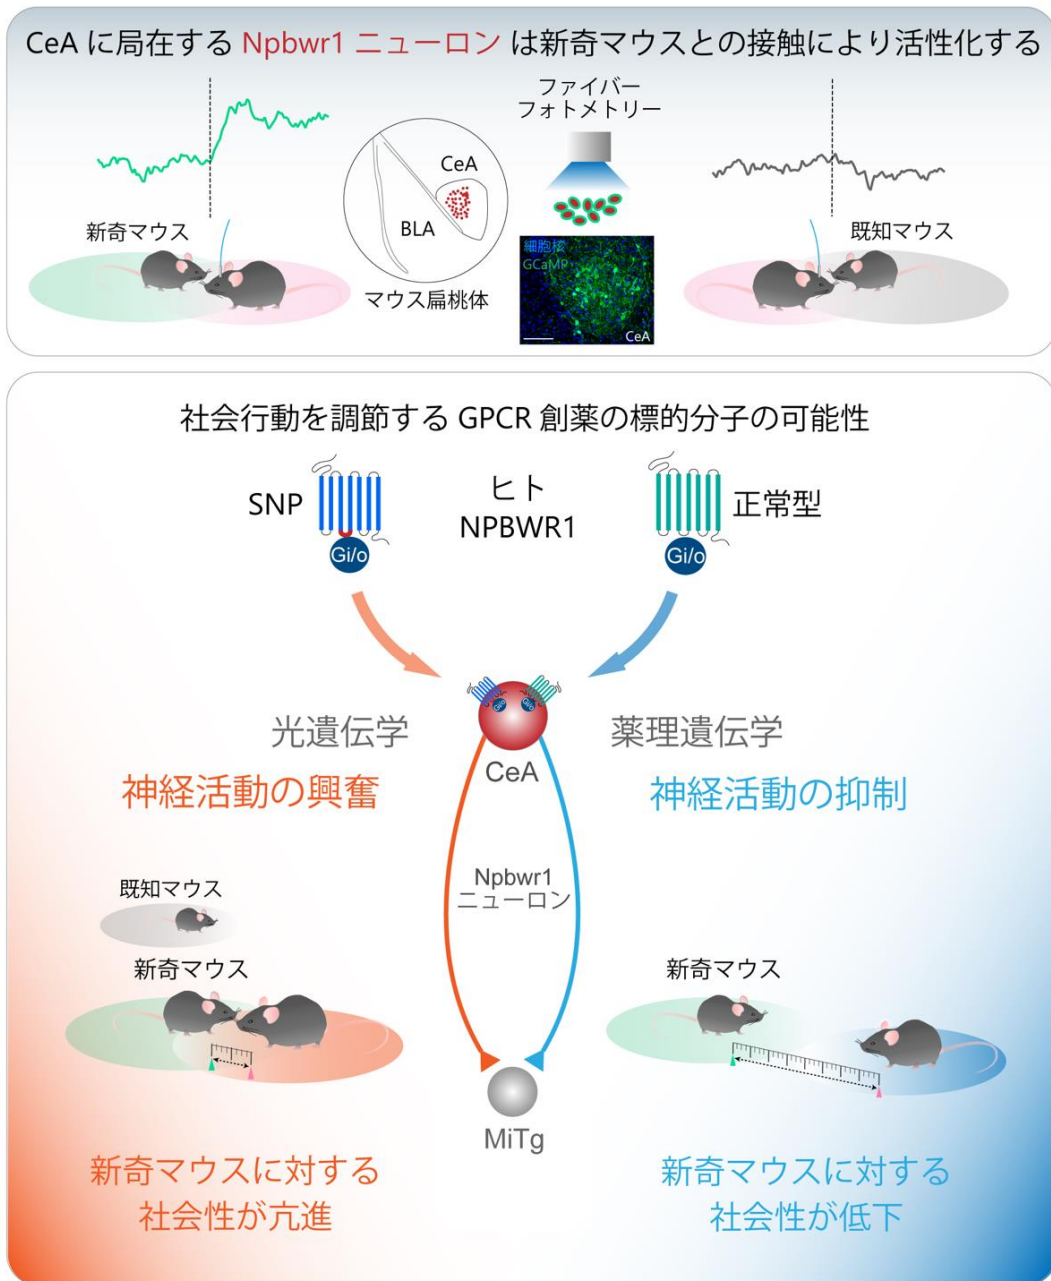 CeA に局在する Npbwr1 ニューロン は新奇マウスとの接触により活性化する
ファイバー
フォトメトリー
CeA
BLA
新奇マウス
既知マウス
細胞核
GCaMP
マウス扁桃体
CeA
社会行動を調節する GPCR 創薬の標的分子の可能性
SNP
ヒト
NPBWR1
正常型
Gi/o
Gi/o
Gi/o
Gi/o
光遺伝学
薬理遺伝学
CeA
神経活動の興奮
神経活動の抑制
Npbwr1
ニューロン
既知マウス
新奇マウス
新奇マウス
MiTg
新奇マウスに対する
社会性が亢進
新奇マウスに対する
社会性が低下